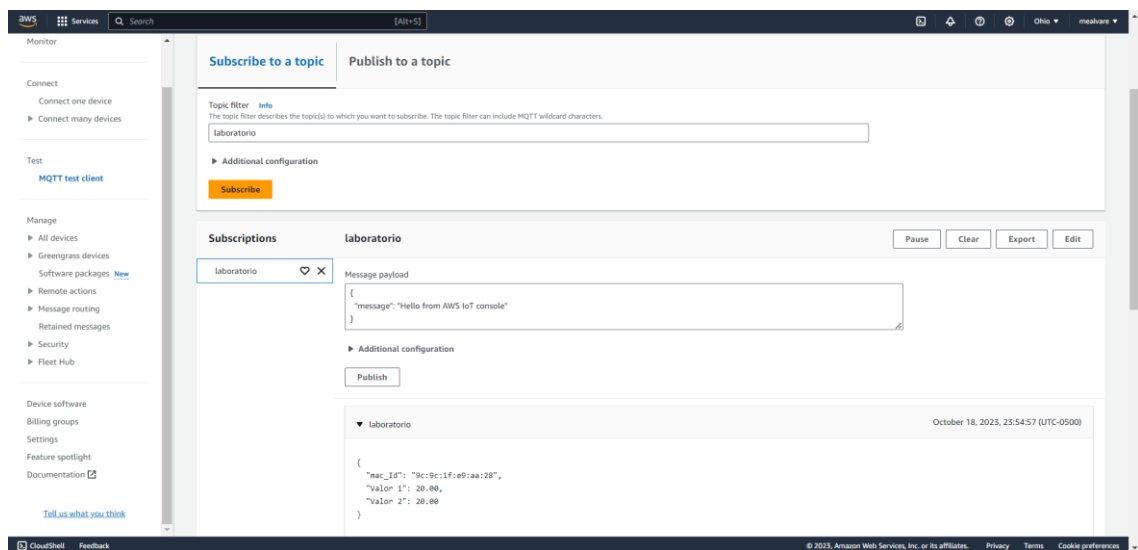 aws Services Search [Alt+S] Ohio mealvare
Monitor
Connect
Connect one device
Connect many devices
Test
MQTT test client
Manage
All devices
Greengrass devices
Software packages New
Remote actions
Message routing
Retained messages
Security
Fleet Hub
Device software
Billing groups
Settings
Feature spotlight
Documentation
Tell us what you think
Subscribe to a topic Publish to a topic
Topic filter Info
The topic filter describes the topic(s) to which you want to subscribe. The topic filter can include MQTT wildcard characters.
laboratorio
Additional configuration
Subscribe
Subscriptions
laboratorio
laboratorio Pause Clear Export Edit
Message payload
{
"message": "Hello from AWS IoT console"
}
Additional configuration
Publish
laboratorio October 18, 2023, 23:54:57 (UTC-0500)
{
"mac_Id": "9c:9c:1f:e9:aa:28",
"Valor 1": 20.00,
"Valor 2": 20.00
}
CloudShell Feedback © 2023, Amazon Web Services, Inc. or its affiliates. Privacy Terms Cookie preferences